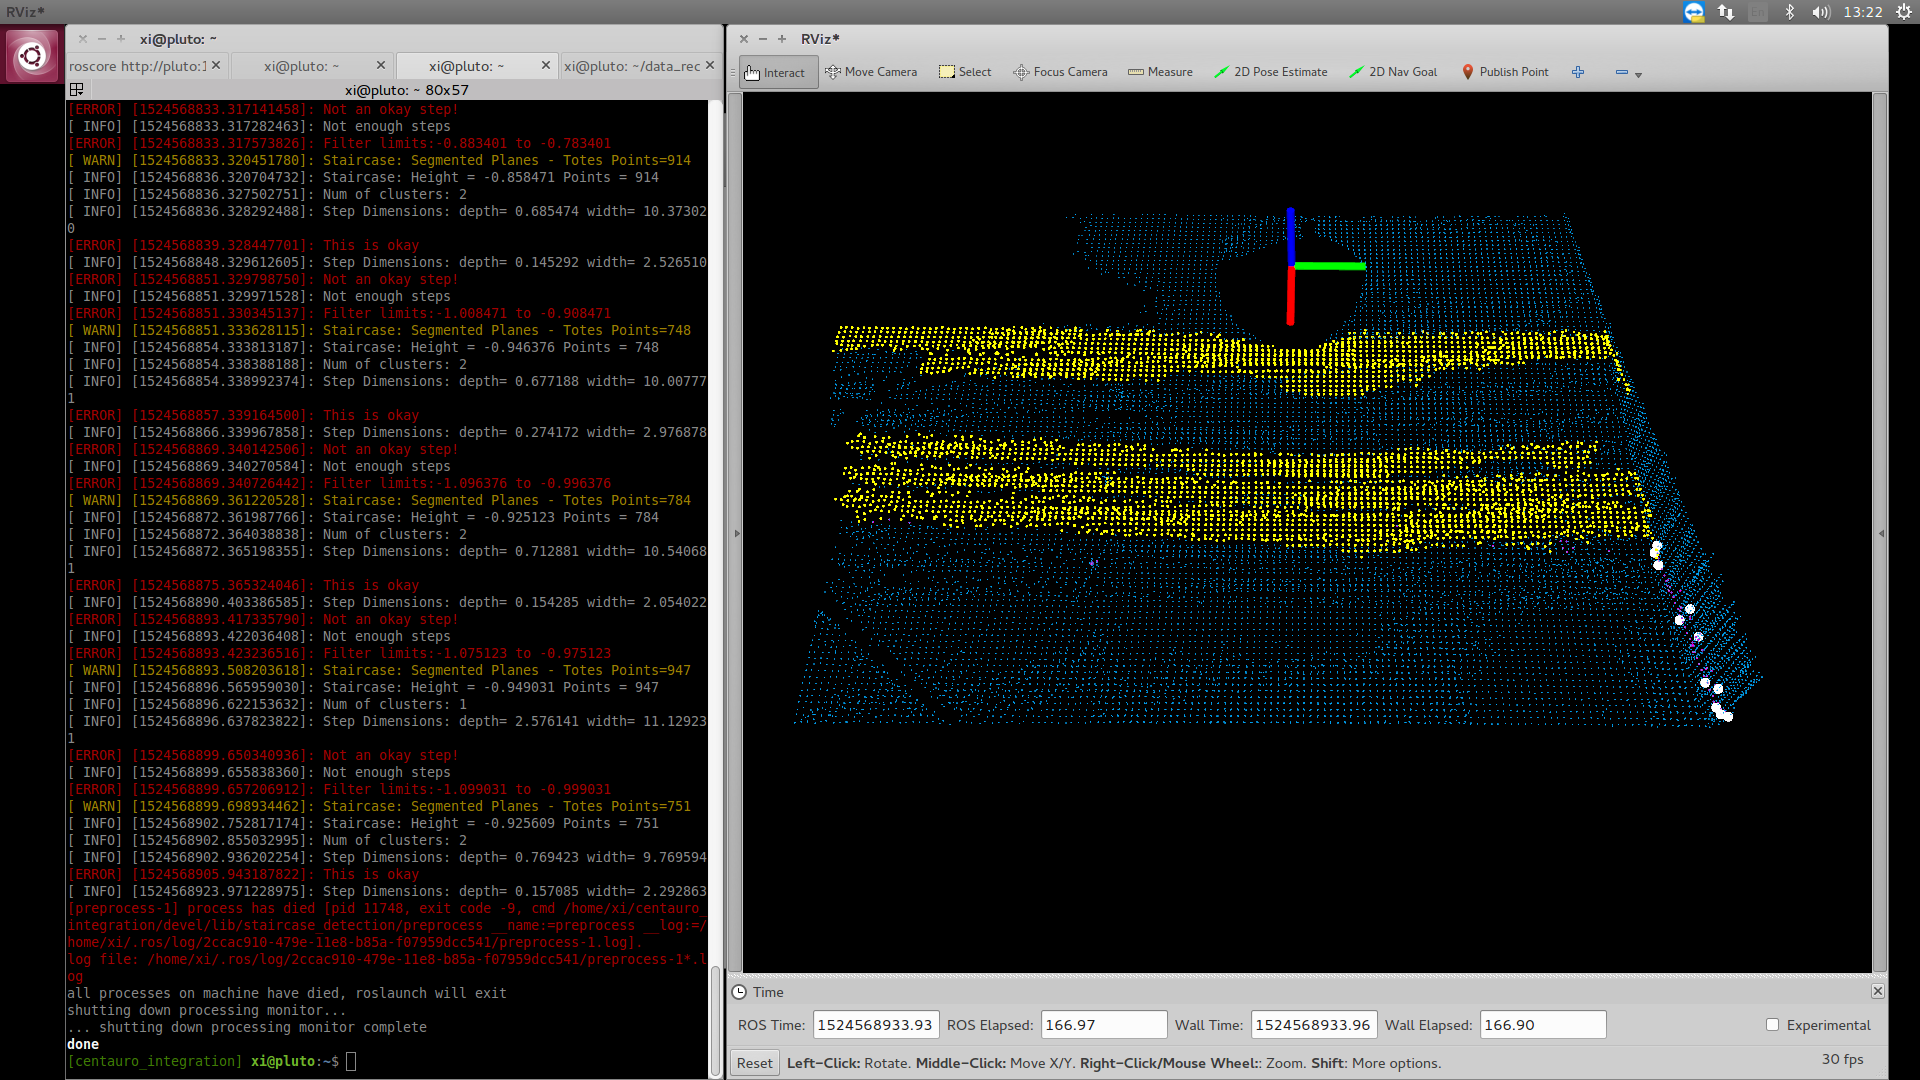 RViz*
En
13:22
xi@pluto: ~
roscore http://pluto:1
xi@pluto: ~
xi@pluto: ~
xi@pluto: ~/data_rec
xi@pluto: ~ 80x57
[ERROR] [1524568833.317141458]: Not an okay step!
[ INFO] [1524568833.317282463]: Not enough steps
[ERROR] [1524568833.317573826]: Filter limits:-0.883401 to -0.783401
[ WARN] [1524568833.320451780]: Staircase: Segmented Planes - Totes Points=914
[ INFO] [1524568836.320704732]: Staircase: Height = -0.858471 Points = 914
[ INFO] [1524568836.327502751]: Num of clusters: 2
[ INFO] [1524568836.328292488]: Step Dimensions: depth= 0.685474 width= 10.37302
0
[ERROR] [1524568839.328447701]: This is okay
[ INFO] [1524568848.329612605]: Step Dimensions: depth= 0.145292 width= 2.526510
[ERROR] [1524568851.329798750]: Not an okay step!
[ INFO] [1524568851.329971528]: Not enough steps
[ERROR] [1524568851.330345137]: Filter limits:-1.008471 to -0.908471
[ WARN] [1524568851.333628115]: Staircase: Segmented Planes - Totes Points=748
[ INFO] [1524568854.333813187]: Staircase: Height = -0.946376 Points = 748
[ INFO] [1524568854.338388188]: Num of clusters: 2
[ INFO] [1524568854.338992374]: Step Dimensions: depth= 0.677188 width= 10.00777
1
[ERROR] [1524568857.339164500]: This is okay
[ INFO] [1524568866.339967858]: Step Dimensions: depth= 0.274172 width= 2.976878
[ERROR] [1524568869.340142506]: Not an okay step!
[ INFO] [1524568869.340270584]: Not enough steps
[ERROR] [1524568869.340726442]: Filter limits:-1.096376 to -0.996376
[ WARN] [1524568869.361220528]: Staircase: Segmented Planes - Totes Points=784
[ INFO] [1524568872.361987766]: Staircase: Height = -0.925123 Points = 784
[ INFO] [1524568872.364038838]: Num of clusters: 2
[ INFO] [1524568872.365198355]: Step Dimensions: depth= 0.712881 width= 10.54068
1
[ERROR] [1524568875.365324046]: This is okay
[ INFO] [1524568890.403386585]: Step Dimensions: depth= 0.154285 width= 2.054022
[ERROR] [1524568893.417335790]: Not an okay step!
[ INFO] [1524568893.422036408]: Not enough steps
[ERROR] [1524568893.423236516]: Filter limits:-1.075123 to -0.975123
[ WARN] [1524568893.508203618]: Staircase: Segmented Planes - Totes Points=947
[ INFO] [1524568896.565959030]: Staircase: Height = -0.949031 Points = 947
[ INFO] [1524568896.622153632]: Num of clusters: 1
[ INFO] [1524568896.637823822]: Step Dimensions: depth= 2.576141 width= 11.12923
1
[ERROR] [1524568899.650340936]: Not an okay step!
[ INFO] [1524568899.655838360]: Not enough steps
[ERROR] [1524568899.657206912]: Filter limits:-1.099031 to -0.999031
[ WARN] [1524568899.698934462]: Staircase: Segmented Planes - Totes Points=751
[ INFO] [1524568902.752817174]: Staircase: Height = -0.925609 Points = 751
[ INFO] [1524568902.855032995]: Num of clusters: 2
[ INFO] [1524568902.936202254]: Step Dimensions: depth= 0.769423 width= 9.769594
[ERROR] [1524568905.943187822]: This is okay
[ INFO] [1524568923.971228975]: Step Dimensions: depth= 0.157085 width= 2.292863
[preprocess-1] process has died [pid 11748, exit code -9, cmd /home/xi/centauro_
integration/devel/lib/staircase_detection/preprocess __name:=preprocess __log:=/
home/xi/.ros/log/2ccac910-479e-11e8-b85a-f07959dcc541/preprocess-1.log].
log file: /home/xi/.ros/log/2ccac910-479e-11e8-b85a-f07959dcc541/preprocess-1*.l
og
all processes on machine have died, roslaunch will exit
shutting down processing monitor...
... shutting down processing monitor complete
done
[centauro_integration] xi@pluto:~$
RViz*
Interact
Move Camera
Select
Focus Camera
Measure
2D Pose Estimate
2D Nav Goal
Publish Point
Time
ROS Time: 1524568933.93 ROS Elapsed: 166.97 Wall Time: 1524568933.96 Wall Elapsed: 166.90 Experimental
Reset Left-Click: Rotate. Middle-Click: Move X/Y. Right-Click/Mouse Wheel:: Zoom. Shift: More options. 30 fps